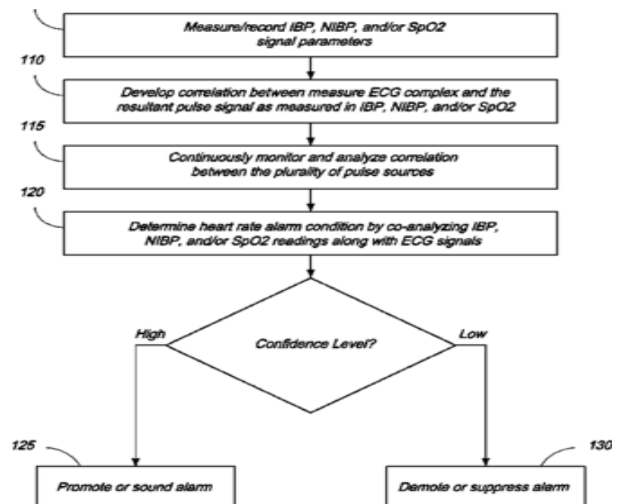 Measure/record IBP, NIBP, and/or SpO2
signal parameters
110
Develop correlation between measure ECG complex and the
resultant pulse signal as measured in IBP, NIBP, and/or SpO2
115
Continuously monitor and analyze correlation
between the plurality of pulse sources
120
Determine heart rate alarm condition by co-analyzing IBP,
NIBP, and/or SpO2 readings along with ECG signals
High
Confidence Level?
Low
125
130
Promote or sound alarm
Demote or suppress alarm